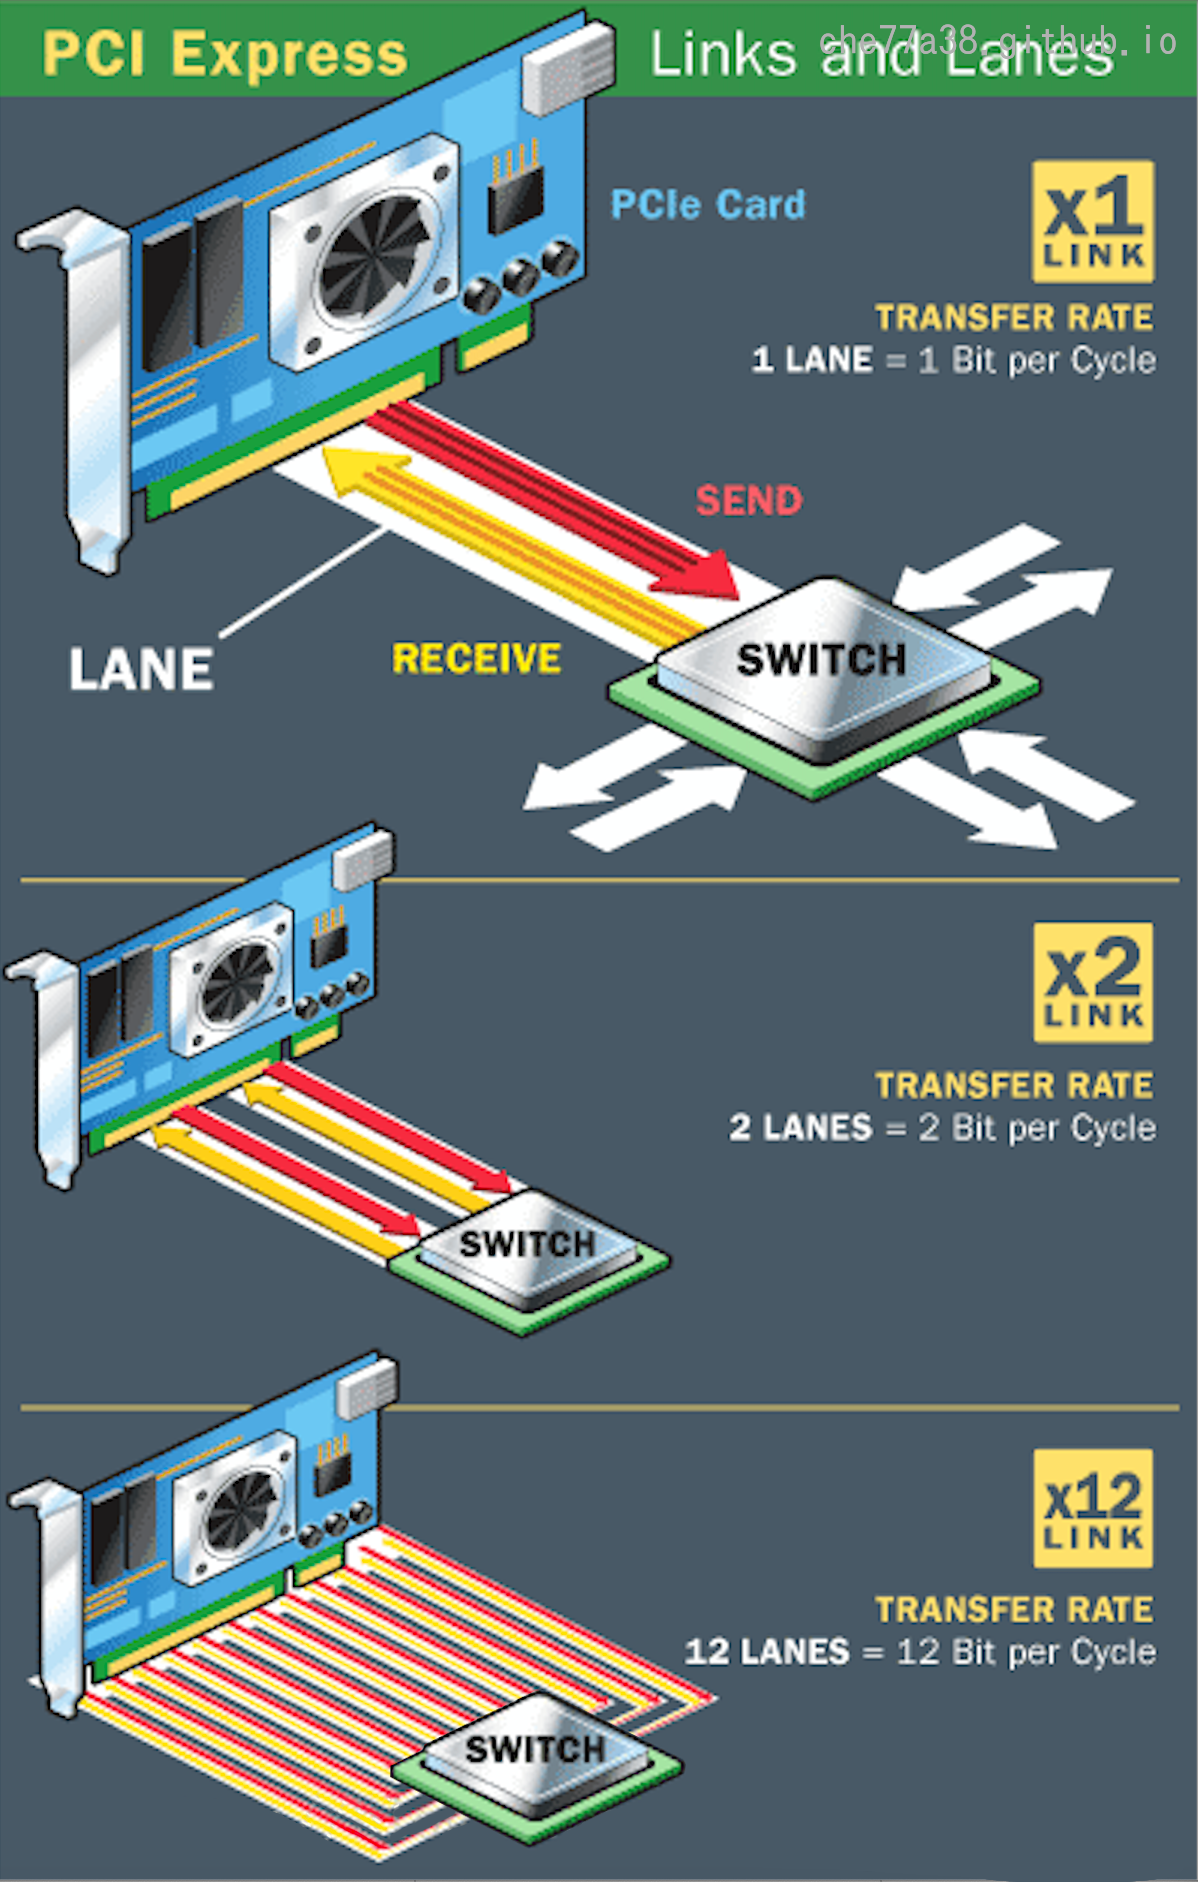 PCI Express Links and Lanes
che77a38.github.io
PCIe Card
x1
LINK
TRANSFER RATE
1 LANE = 1 Bit per Cycle
SEND
LANE
RECEIVE
SWITCH
x2
LINK
TRANSFER RATE
2 LANES = 2 Bit per Cycle
SWITCH
x12
LINK
TRANSFER RATE
12 LANES = 12 Bit per Cycle
SWITCH